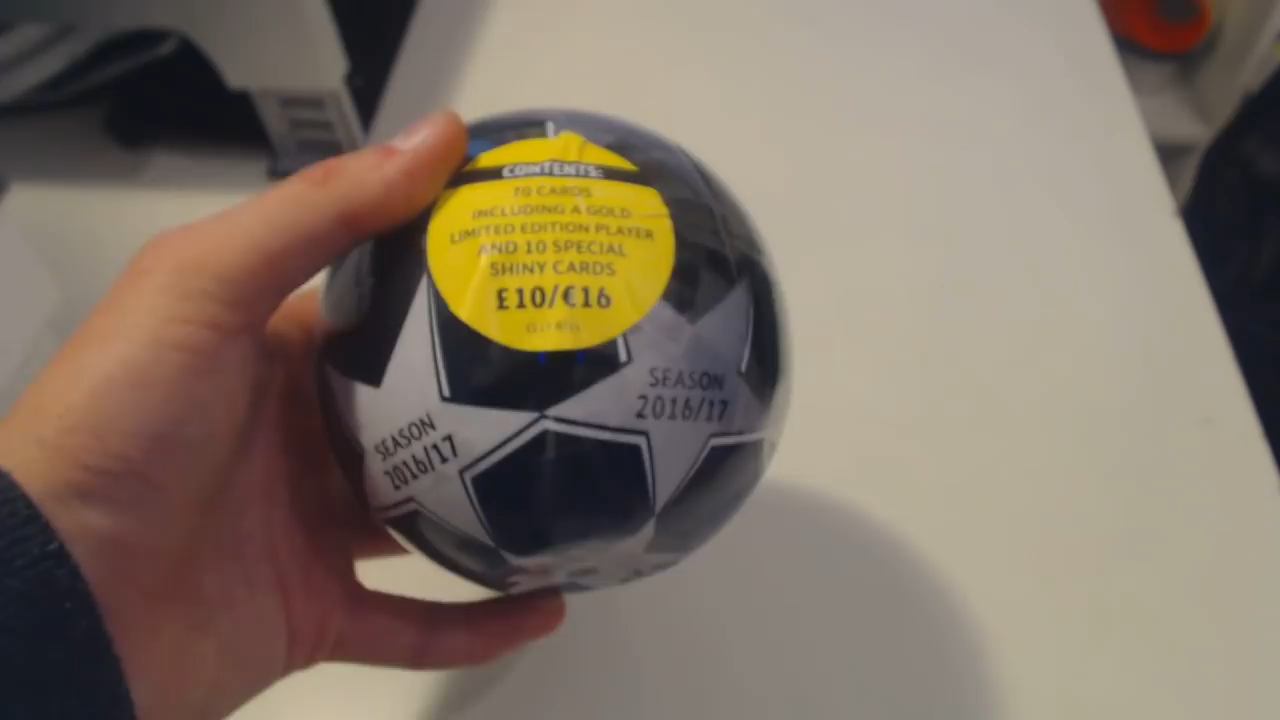 CONTENTS:
70 CARDS
INCLUDING A GOLD
LIMITED EDITION PLAYER
AND 10 SPECIAL
SHINY CARDS
£10/€16
SEASON
2016/17
SEASON
2016/17